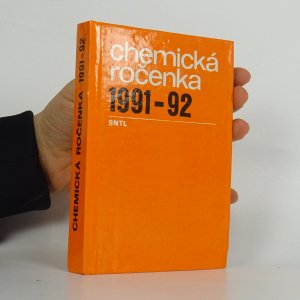 chemická
ročenka
1991-92
SNTL
CHEMICKÁ ROČENKA 1991-92